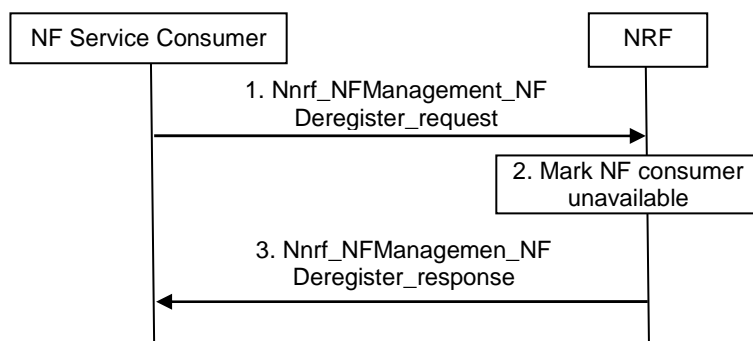 NF Service Consumer
NRF
1. Nnrf_NFManagement_NF
Deregister_request
2. Mark NF consumer
unavailable
3. Nnrf_NFManagemen_NF
Deregister_response